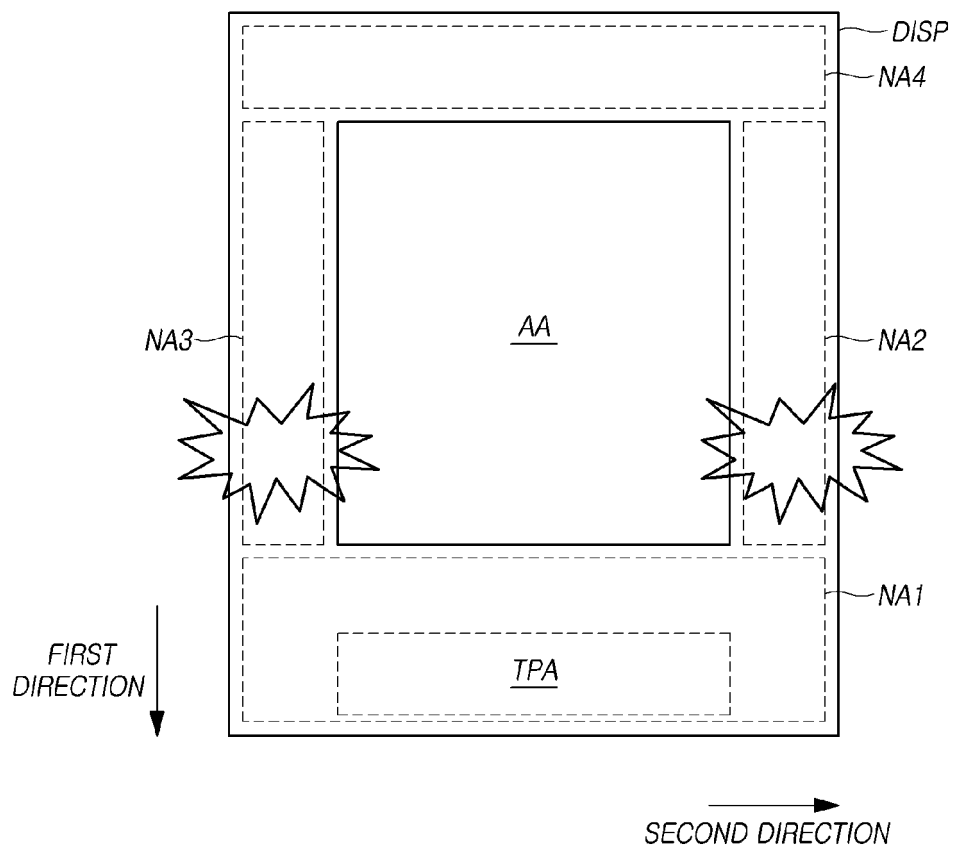 DISP
NA4
AA
NA3
NA2
NA1
FIRST
DIRECTION
TPA
SECOND DIRECTION